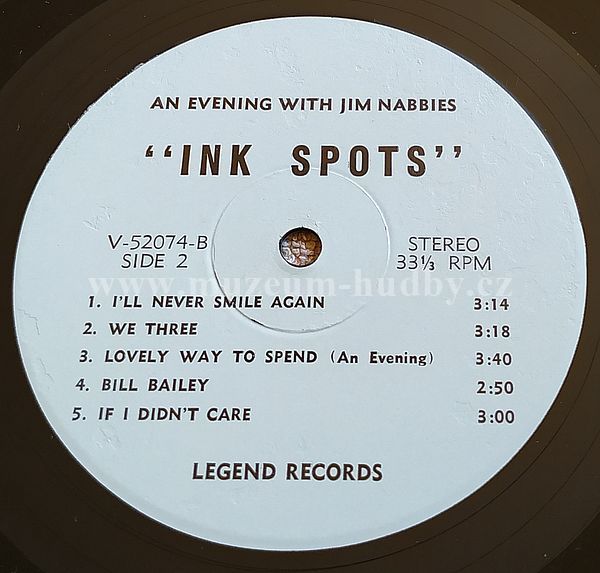 AN EVENING WITH JIM NABBIES
‘‘INK SPOTS’’
V-52074-B
SIDE 2
STEREO
33⅓ RPM
www.muzeum-hudby.cz
1. I'LL NEVER SMILE AGAIN 3:14
2. WE THREE 3:18
3. LOVELY WAY TO SPEND (An Evening) 3:40
4. BILL BAILEY 2:50
5. IF I DIDN'T CARE 3:00
LEGEND RECORDS